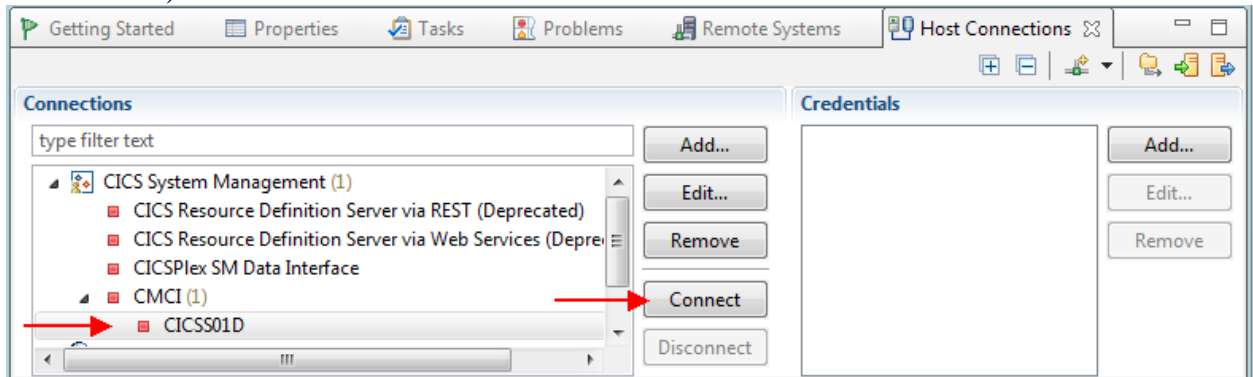 Getting Started Properties Tasks Problems Remote Systems Host Connections
Connections
Credentials
type filter text
Add...
Add...
CICS System Management (1)
Edit...
Edit...
CICS Resource Definition Server via REST (Deprecated)
CICS Resource Definition Server via Web Services (Depre
Remove
Remove
CICSPlex SM Data Interface
CMCI (1)
Connect
CICSS01D
Disconnect